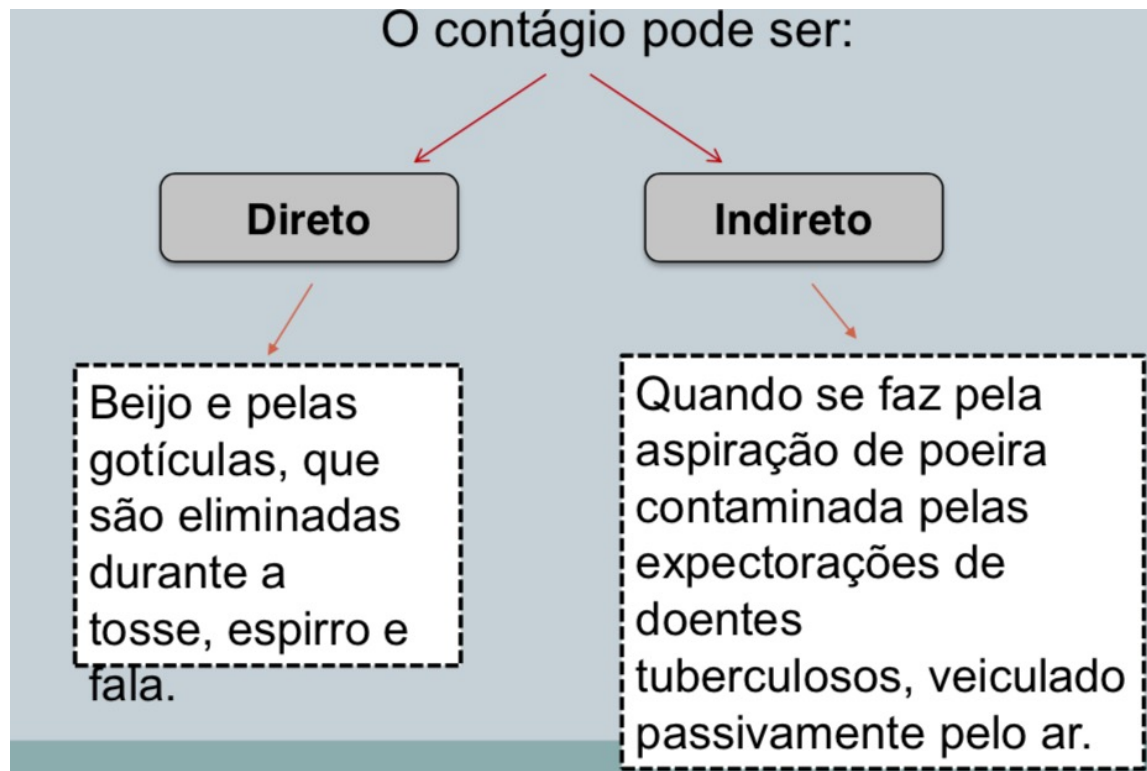 O contágio pode ser:
Direto
Indireto
Beijo e pelas
gotículas, que
são eliminadas
durante a
tosse, espirro e
fala.
Quando se faz pela
aspiração de poeira
contaminada pelas
expectorações de
doentes
tuberculosos, veiculado
passivamente pelo ar.